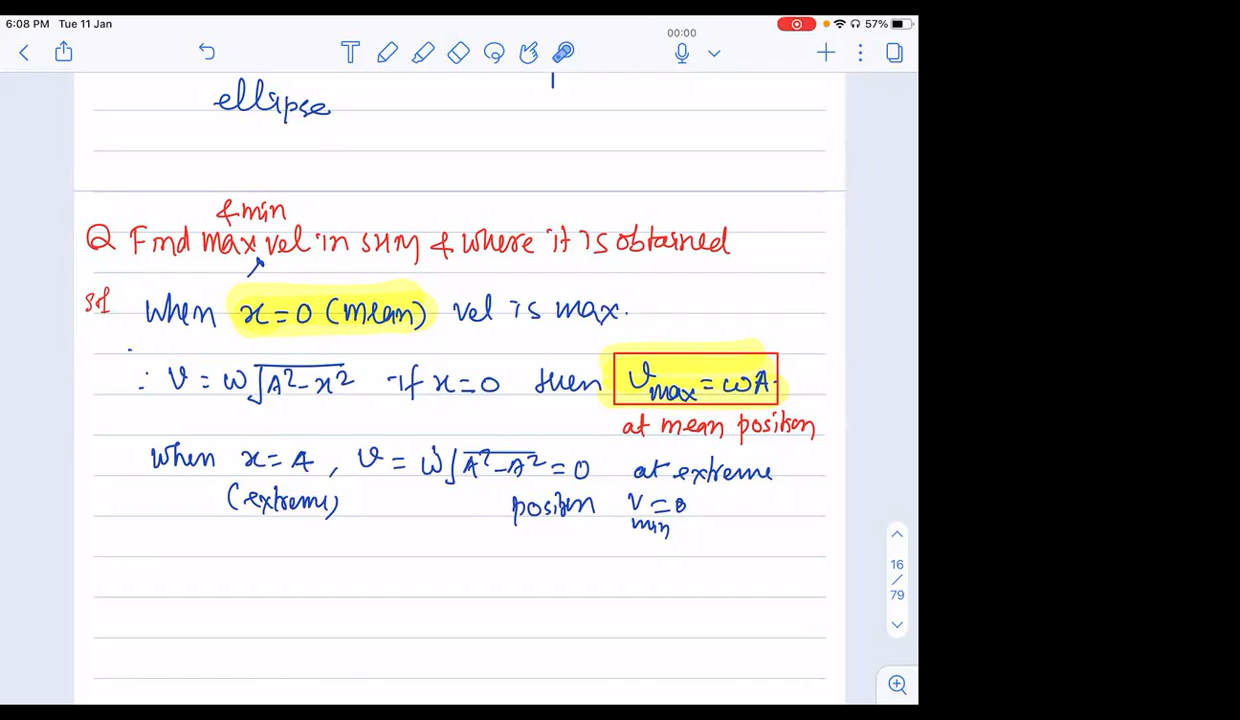 6:08 PM Tue 11 Jan
57%
00:00
T
ellipse
& min
Q Find max vel in SHM & where it is obtained
Sol When x=0 (mean) vel is max.
∵ v = ω√A²-x² if x=0 then v max = ωA.
at mean position
When x=A, v = ω√A²-A² = 0 at extreme
(extreme) position v = 0
min
16
/
79